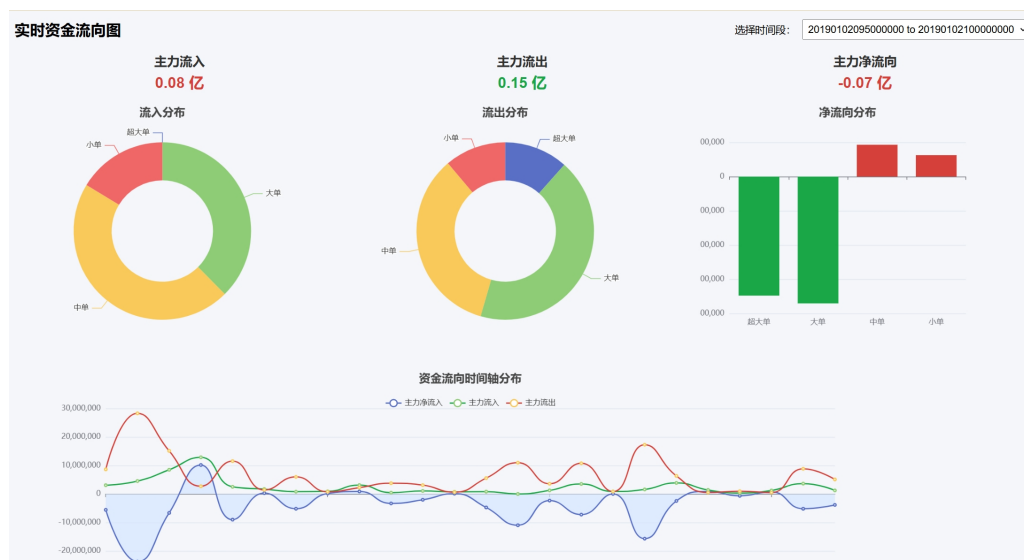 实时资金流向图
选择时间段： 20190102095000000 to 20190102100000000
主力流入 主力流出 主力净流向
0.08 亿 0.15 亿 -0.07 亿
流入分布 流出分布 净流向分布
超大单
小单
大单
中单
小单
超大单
中单
大单
00,000
0
00,000
00,000
00,000
00,000
超大单 大单 中单 小单
资金流向时间轴分布
主力净流入 主力流入 主力流出
30,000,000
20,000,000
10,000,000
0
-10,000,000
-20,000,000